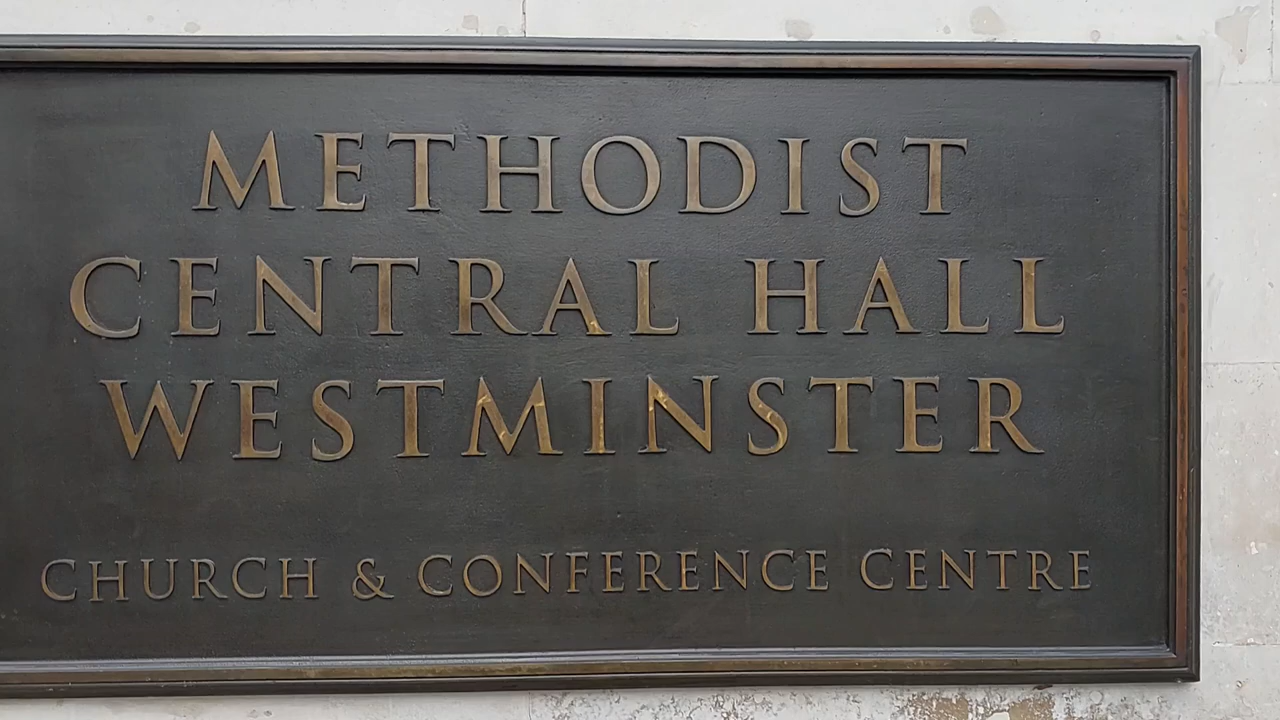 METHODIST
CENTRAL HALL
WESTMINSTER
CHURCH & CONFERENCE CENTRE